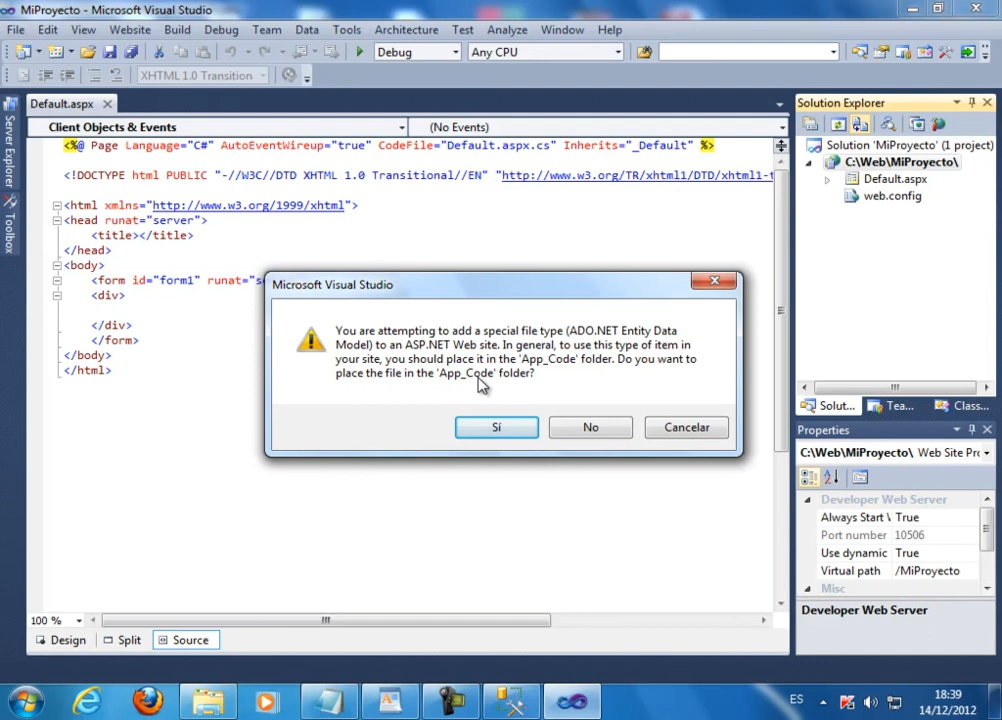 MiProyecto - Microsoft Visual Studio
File Edit View Website Build Debug Team Data Tools Architecture Test Analyze Window Help
Debug Any CPU
XHTML 1.0 Transition
Default.aspx
Client Objects & Events (No Events)
<%@ Page Language="C#" AutoEventWireup="true" CodeFile="Default.aspx.cs" Inherits="_Default" %>
<!DOCTYPE html PUBLIC "-//W3C//DTD XHTML 1.0 Transitional//EN" "http://www.w3.org/TR/xhtml1/DTD/xhtml1-t
<html xmlns="http://www.w3.org/1999/xhtml">
<head runat="server">
<title></title>
</head>
<body>
<form id="form1" runat="s
<div>
</div>
</form>
</body>
</html>
Microsoft Visual Studio
You are attempting to add a special file type (ADO.NET Entity Data
Model) to an ASP.NET Web site. In general, to use this type of item in
your site, you should place it in the 'App_Code' folder. Do you want to
place the file in the 'App_Code' folder?
Sí No Cancelar
Server Explorer
Toolbox
Solution Explorer
Solution 'MiProyecto' (1 project)
C:\Web\MiProyecto\
Default.aspx
web.config
Solut... Tea... Class...
Properties
C:\Web\MiProyecto\ Web Site Pro
Developer Web Server
Always Start V True
Port number 10506
Use dynamic True
Virtual path /MiProyecto
Misc
Developer Web Server
100 %
Design Split Source
ES 18:39
14/12/2012